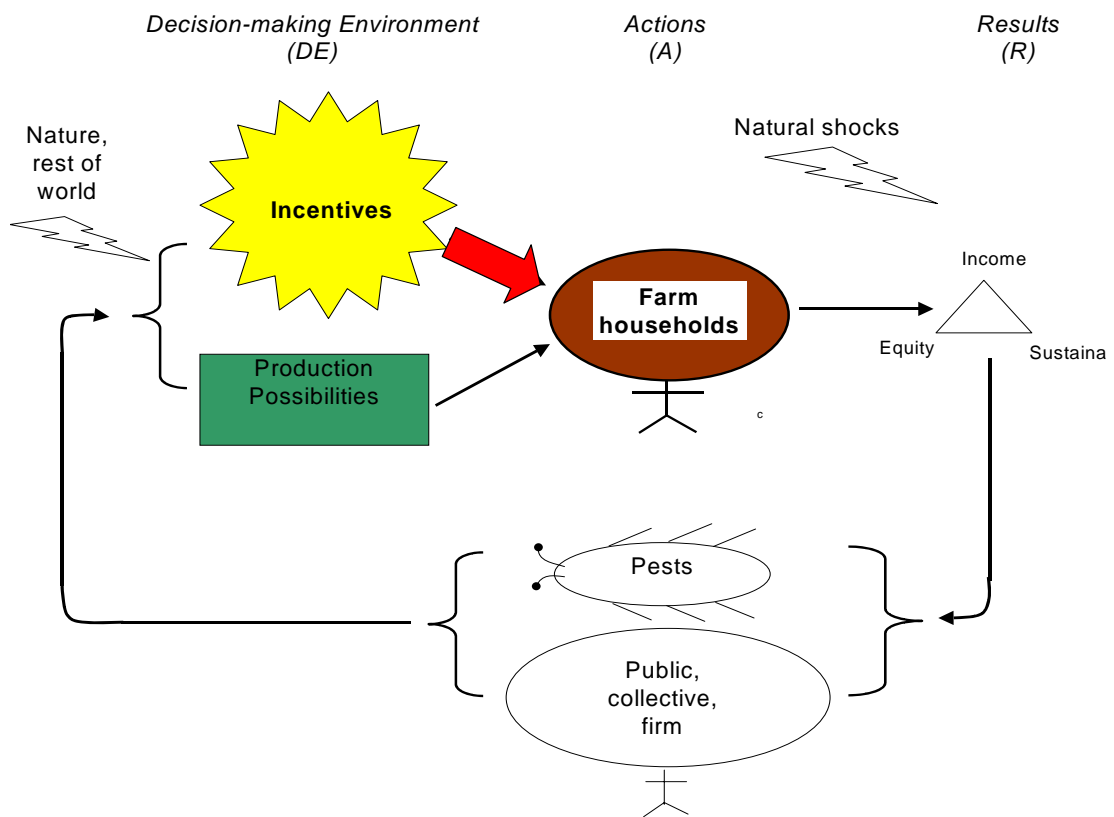 Decision-making Environment
(DE)
Actions
(A)
Results
(R)
Nature,
rest of
world
Natural shocks
Incentives
Income
Farm
households
Equity
Sustaina
Production
Possibilities
c
Pests
Public,
collective,
firm